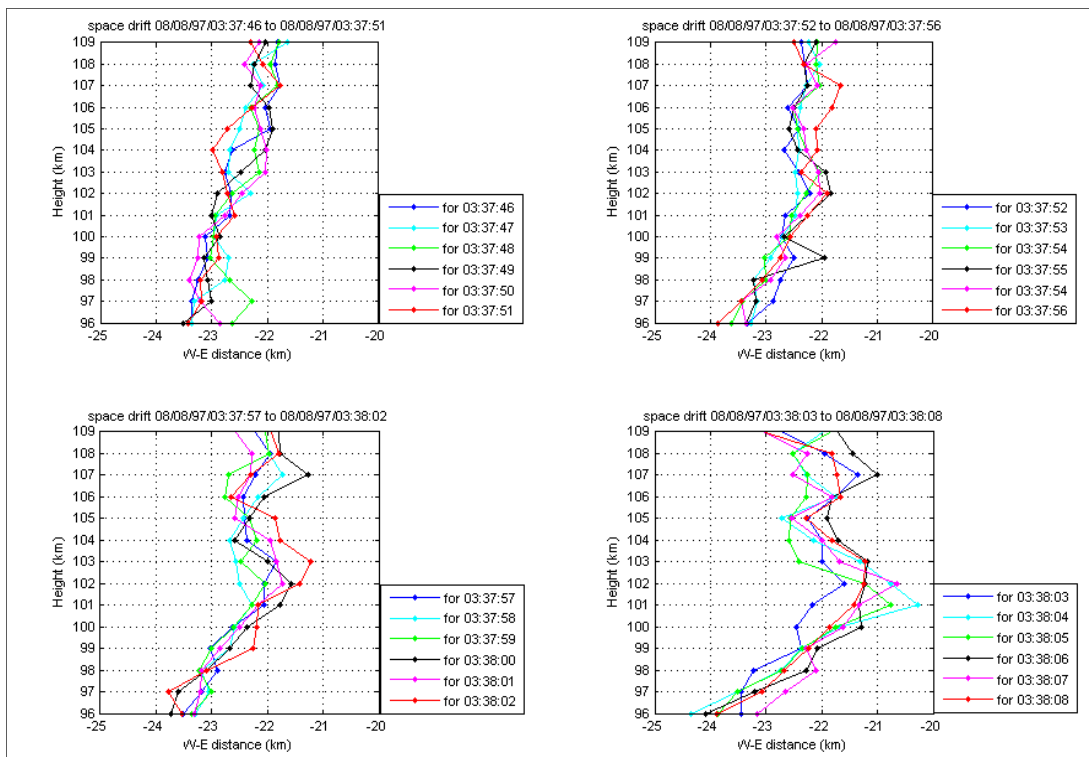 space drift 08/08/97/03:37:46 to 08/08/97/03:37:51
109
108
107
106
105
104
103
102
101
100
99
98
97
96
Height (km)
-25 -24 -23 -22 -21 -20
W-E distance (km)
for 03:37:46
for 03:37:47
for 03:37:48
for 03:37:49
for 03:37:50
for 03:37:51
space drift 08/08/97/03:37:52 to 08/08/97/03:37:56
109
108
107
106
105
104
103
102
101
100
99
98
97
96
Height (km)
-25 -24 -23 -22 -21 -20
W-E distance (km)
for 03:37:52
for 03:37:53
for 03:37:54
for 03:37:55
for 03:37:54
for 03:37:56
space drift 08/08/97/03:37:57 to 08/08/97/03:38:02
109
108
107
106
105
104
103
102
101
100
99
98
97
96
Height (km)
-25 -24 -23 -22 -21 -20
W-E distance (km)
for 03:37:57
for 03:37:58
for 03:37:59
for 03:38:00
for 03:38:01
for 03:38:02
space drift 08/08/97/03:38:03 to 08/08/97/03:38:08
109
108
107
106
105
104
103
102
101
100
99
98
97
96
Height (km)
-25 -24 -23 -22 -21 -20
W-E distance (km)
for 03:38:03
for 03:38:04
for 03:38:05
for 03:38:06
for 03:38:07
for 03:38:08